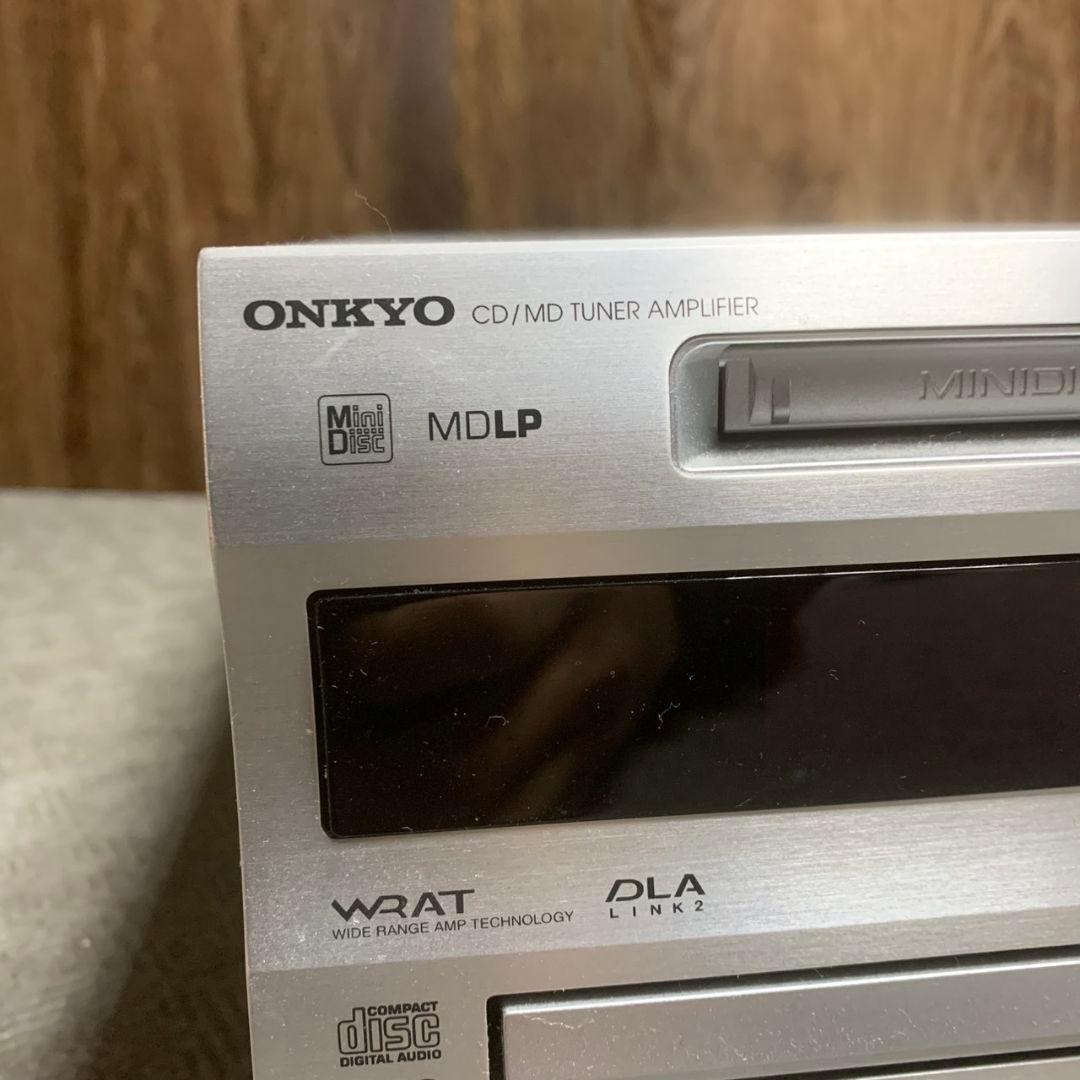 ONKYO CD/MD TUNER AMPLIFIER
MINIDI
Mini
Disc
MDLP
WRAT
WIDE RANGE AMP TECHNOLOGY
DLA
LINK2
COMPACT
disc
DIGITAL AUDIO